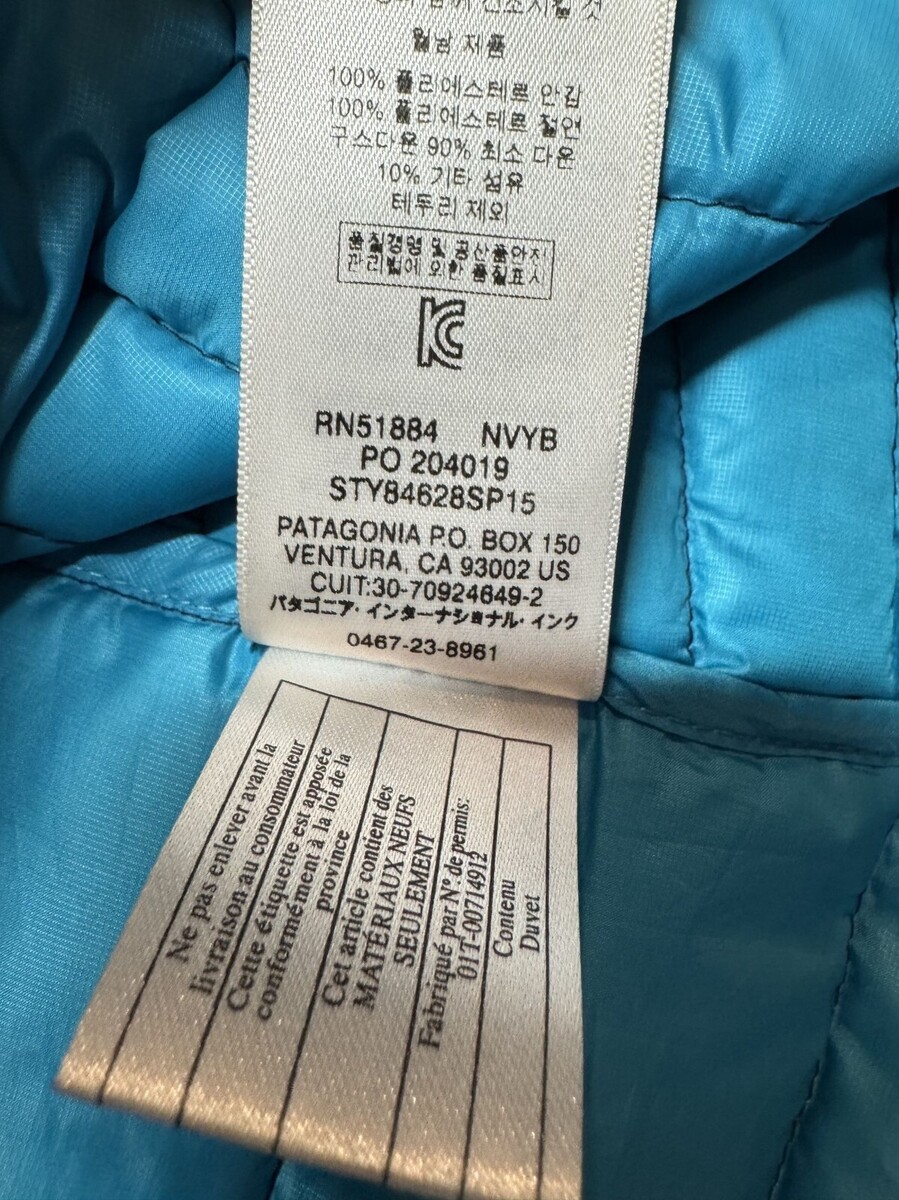 월남 제품
100% 폴리에스테르 안감
100% 폴리에스테르 절연
구스다운 90% 최소 다운
10% 기타 섬유
테두리 제외
품질경영 및 공산품안전
관리법에 의한 품질표시
RN51884 NVYB
PO 204019
STY84628SP15
PATAGONIA P.O. BOX 150
VENTURA, CA 93002 US
CUIT:30-70924649-2
パタゴニア・インターナショナル・インク
0467-23-8961
Ne pas enlever avant la
livraison au consommateur
Cette étiquette est apposée
conformément à la loi de la
province
Cet article contient des
MATÉRIAUX NEUFS
SEULEMENT
Fabriqué par N°. de permis:
01T-00714912
Contenu
Duvet